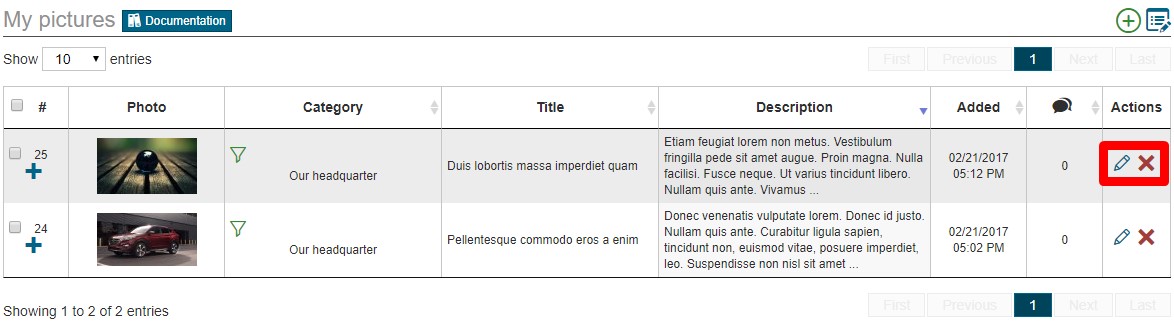 My pictures Documentation
Show 10 entries First Previous 1 Next Last
# Photo Category Title Description Added Actions
25 Our headquarter Duis lobortis massa imperdiet quam
Etiam feugiat lorem non metus. Vestibulum
fringilla pede sit amet augue. Proin magna. Nulla
facilisi. Fusce neque. Ut varius tincidunt libero.
Nullam quis ante. Vivamus ...
02/21/2017
05:12 PM
0
24 Our headquarter Pellentesque commodo eros a enim
Donec venenatis vulputate lorem. Donec id justo.
Nullam quis ante. Curabitur ligula sapien,
tincidunt non, euismod vitae, posuere imperdiet,
leo. Suspendisse non nisl sit amet ...
02/21/2017
05:02 PM
0
Showing 1 to 2 of 2 entries First Previous 1 Next Last